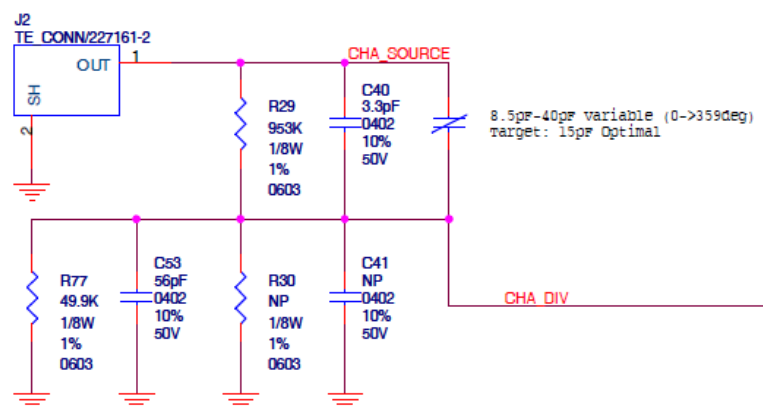 J2
TE_CONN/227161-2
OUT
1
SH
2
CHA_SOURCE
R29
953K
1/8W
1%
0603
C40
3.3pF
0402
10%
50V
8.5pF-40pF variable (0->359deg)
Target: 15pF Optimal
R77
49.9K
1/8W
1%
0603
C53
56pF
0402
10%
50V
R30
NP
1/8W
1%
0603
C41
NP
0402
10%
50V
CHA_DIV